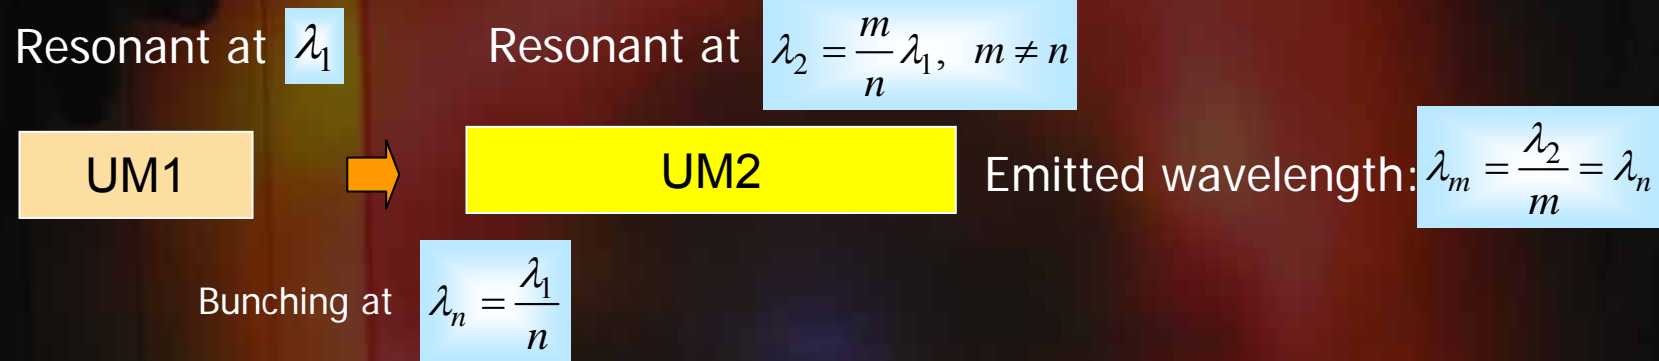 Resonant at λ₁ Resonant at λ₂ = m/n λ₁, m ≠ n
UM1 UM2 Emitted wavelength: λₘ = λ₂/m = λₙ
Bunching at λₙ = λ₁/n